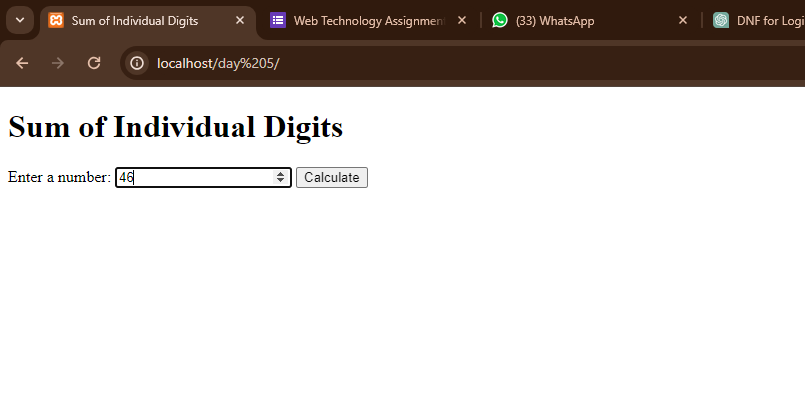 Sum of Individual Digits
Web Technology Assignmen
(33) WhatsApp
DNF for Logi
localhost/day%205/
Sum of Individual Digits
Enter a number: 46 Calculate